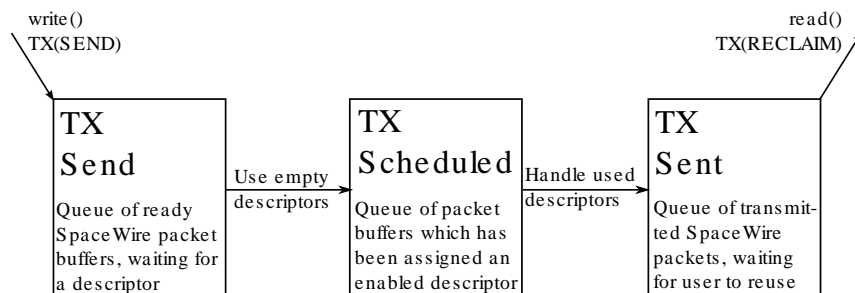 write()
TX(SEND)
read()
TX(RECLAIM)
TX
Send
Queue of ready
SpaceWire packet
buffers, waiting for
a descriptor
Use empty
descriptors
TX
Scheduled
Queue of packet
buffers which has
been assigned an
enabled descriptor
Handle used
descriptors
TX
Sent
Queue of transmit-
ted SpaceWire
packets, waiting
for user to reuse